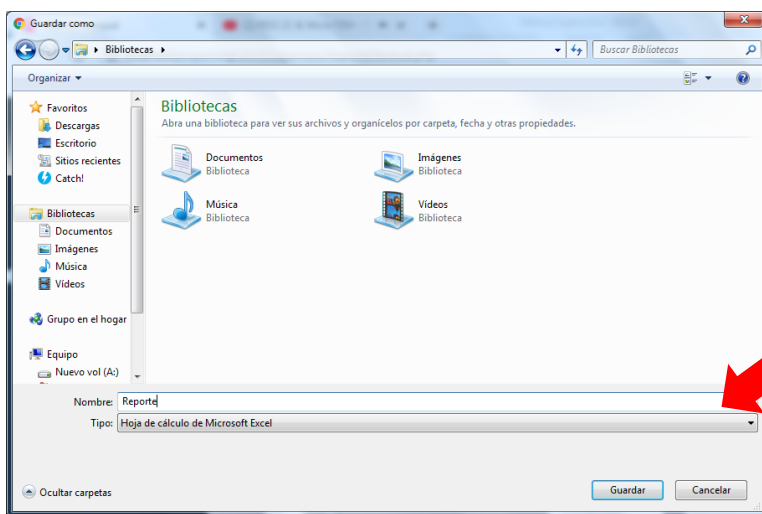 Guardar como
Bibliotecas
Buscar Bibliotecas
Organizar
Favoritos
Descargas
Escritorio
Sitios recientes
Catch!
Bibliotecas
Documentos
Imágenes
Música
Vídeos
Grupo en el hogar
Equipo
Nuevo vol (A:)
Bibliotecas
Abra una biblioteca para ver sus archivos y organícelos por carpeta, fecha y otras propiedades.
Documentos
Biblioteca
Imágenes
Biblioteca
Música
Biblioteca
Vídeos
Biblioteca
Nombre: Reporte
Tipo: Hoja de cálculo de Microsoft Excel
Ocultar carpetas
Guardar
Cancelar